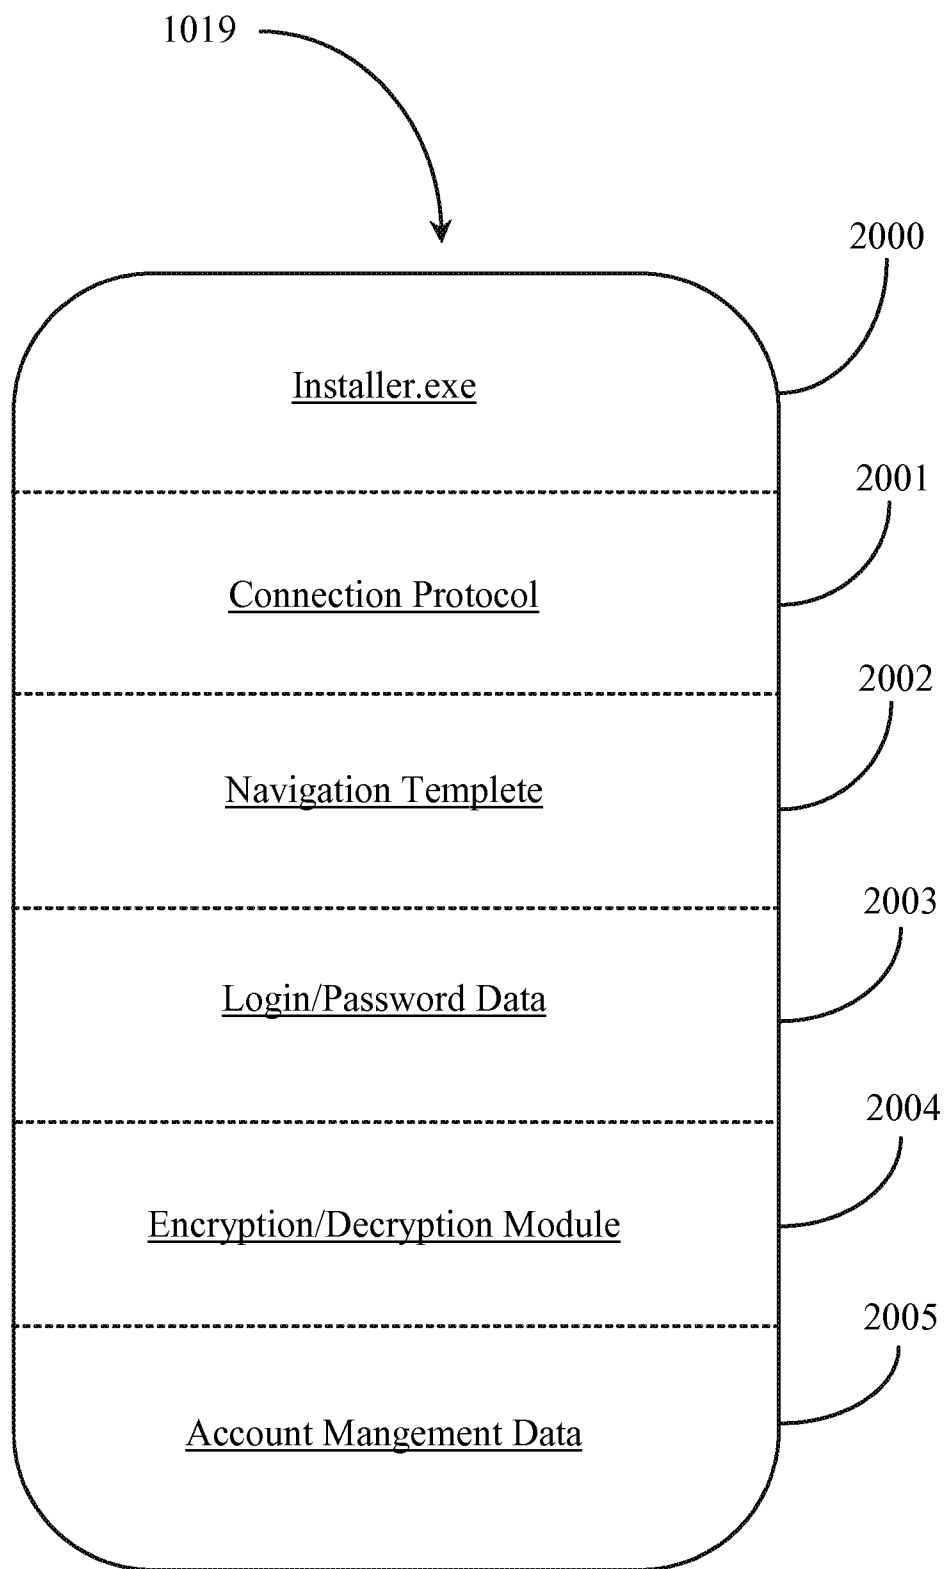 1019
2000
Installer.exe
2001
Connection Protocol
2002
Navigation Templete
2003
Login/Password Data
2004
Encryption/Decryption Module
2005
Account Mangement Data